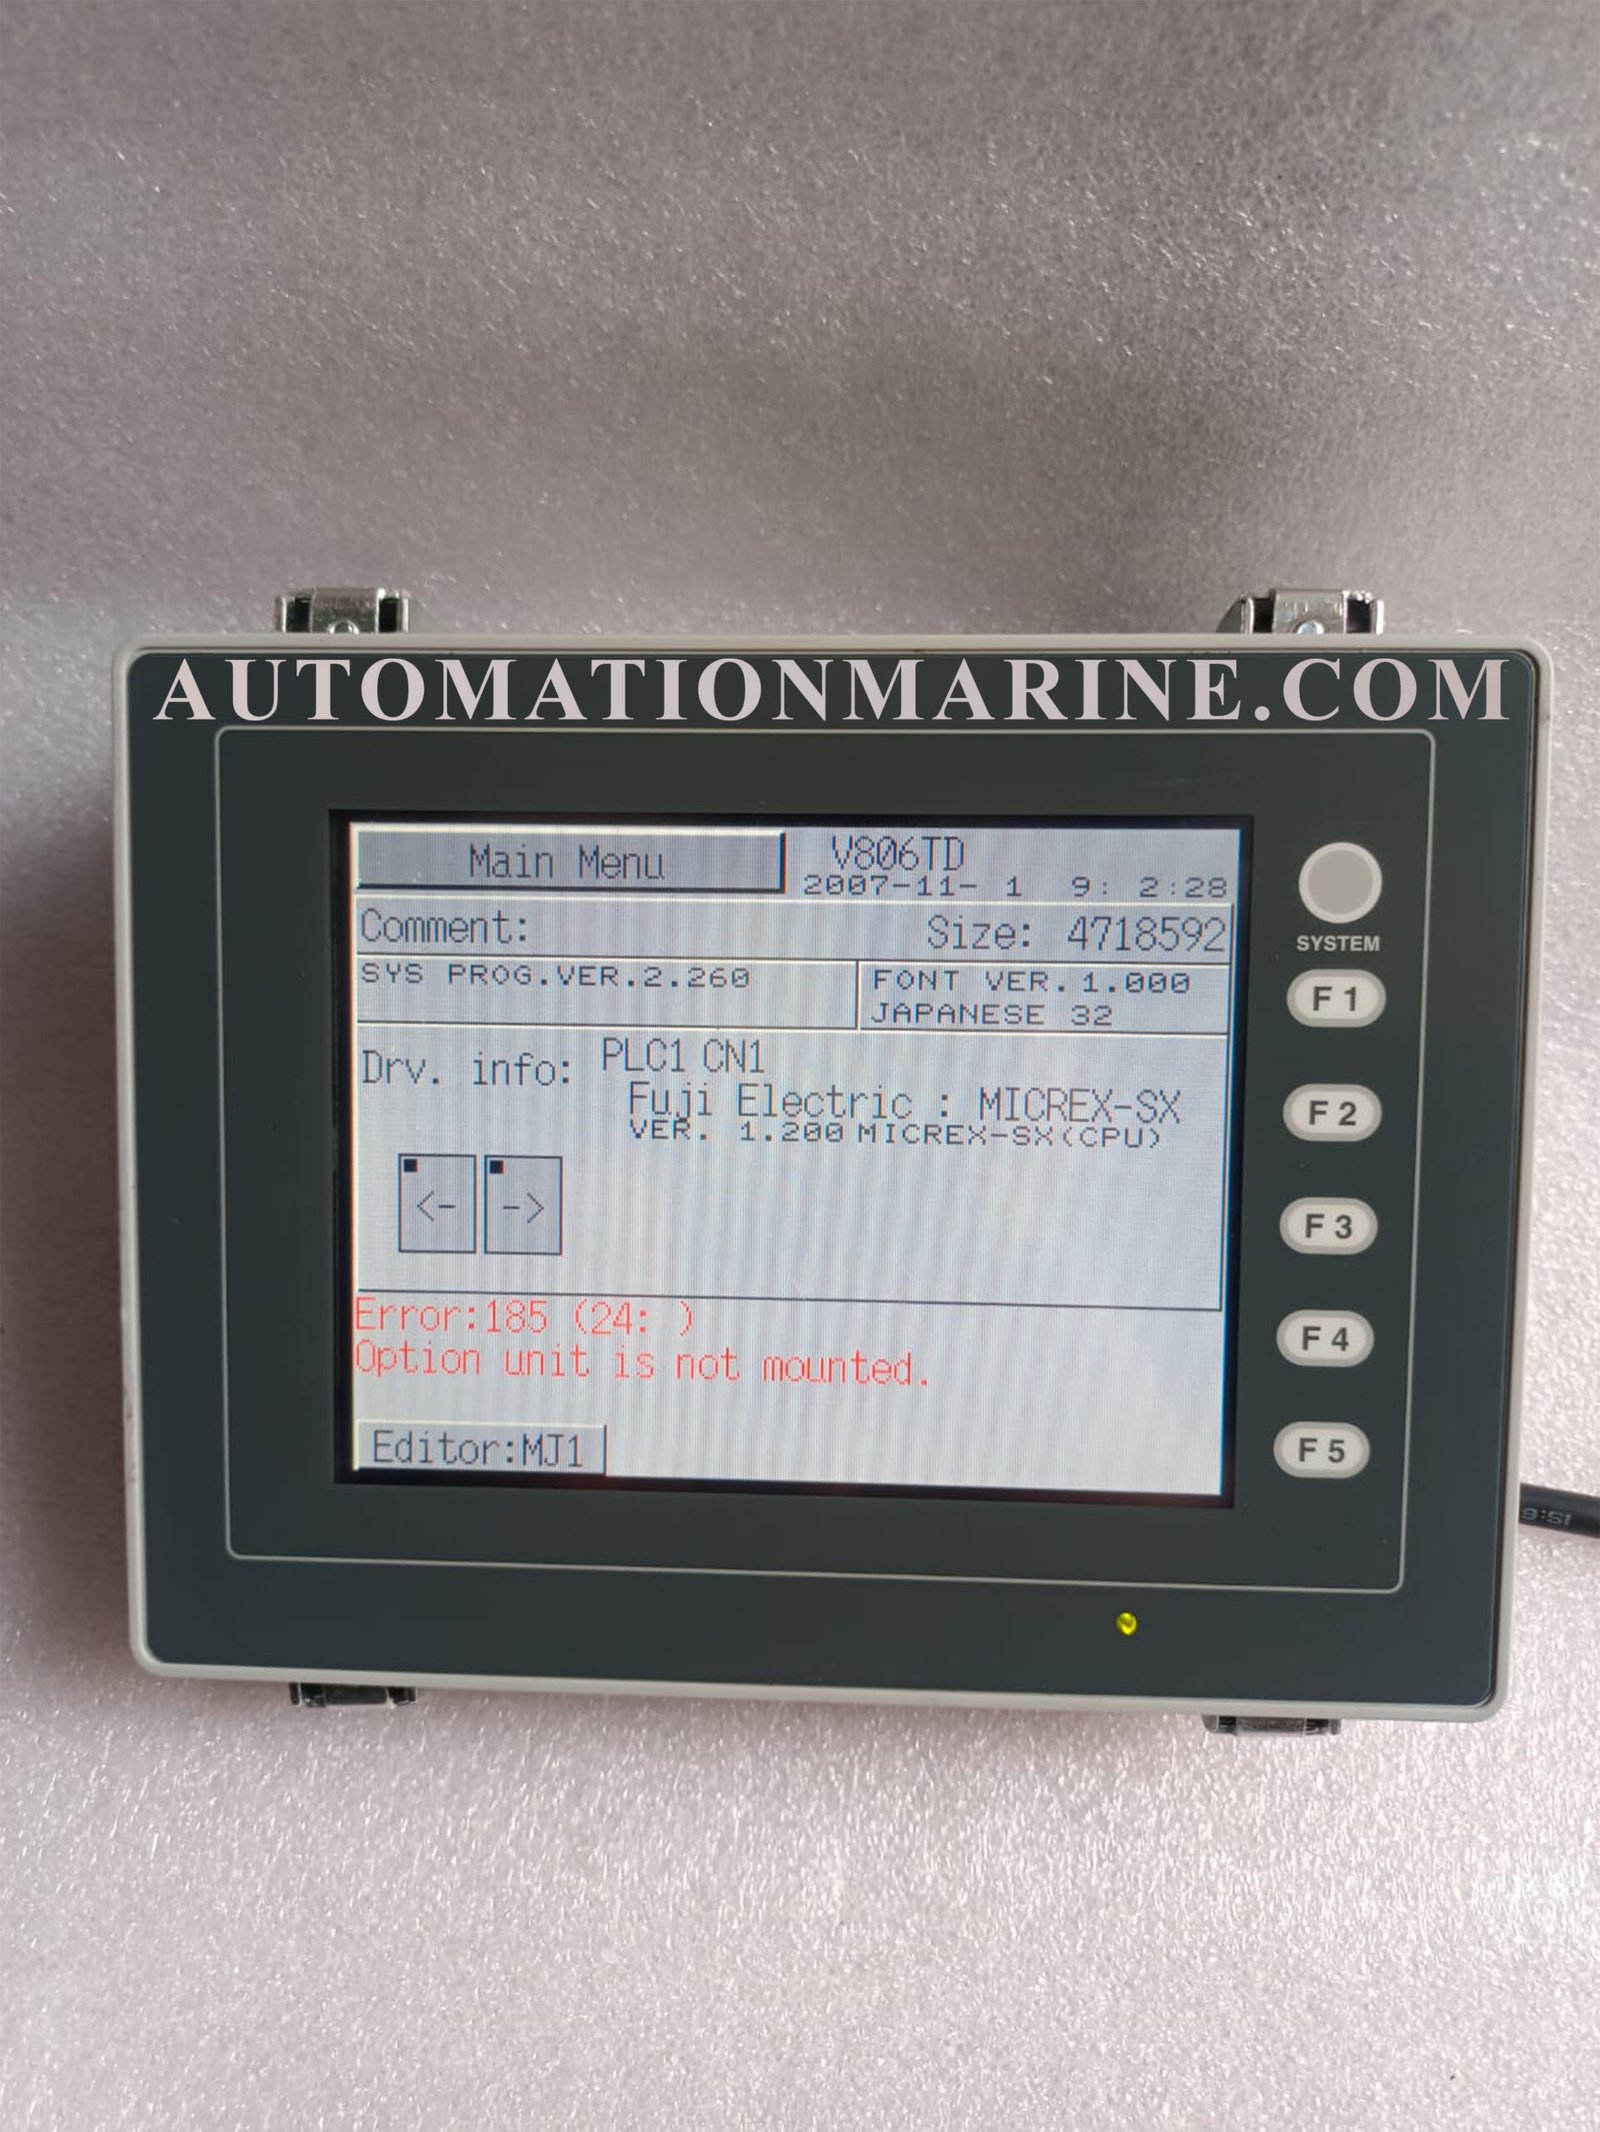 AUTOMATIONMARINE.COM
Main Menu
V806TD
2007-11- 1 9: 2:28
Comment:
Size: 4718592
SYS PROG.VER.2.260
FONT VER.1.000
JAPANESE 32
Drv. info:
PLC1 CN1
Fuji Electric : MICREX-SX
VER. 1.200 MICREX-SX(CPU)
<- ->
Error:185 (24: )
Option unit is not mounted.
Editor:MJ1
SYSTEM
F1
F2
F3
F4
F5